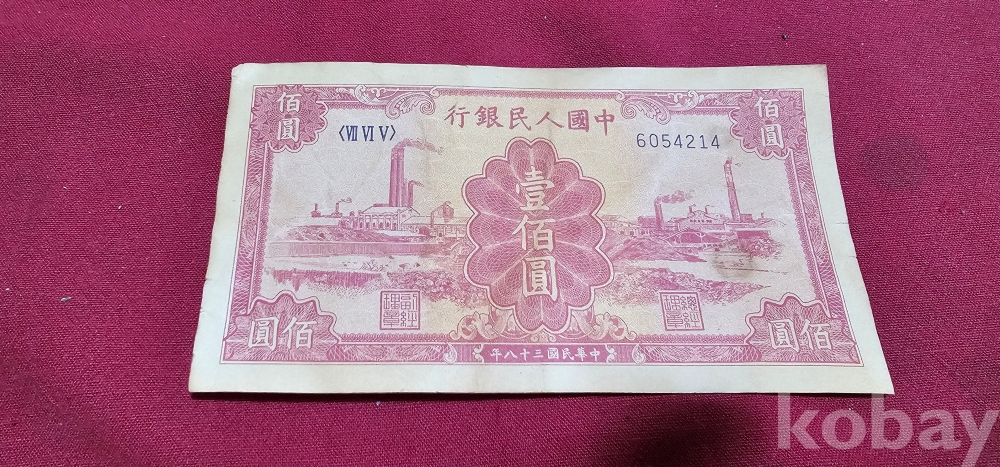 佰圓
佰圓
行銀民人國中
〈Ⅶ Ⅵ Ⅴ〉
6054214
壹佰圓
圓佰
圓佰
年八十三國民華中
kobay